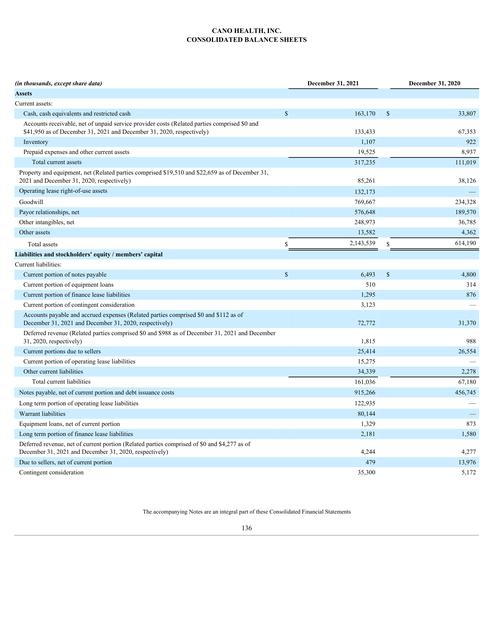 CANO HEALTH, INC.
CONSOLIDATED BALANCE SHEETS
(in thousands, except share data) December 31, 2021 December 31, 2020
Assets
Current assets:
Cash, cash equivalents and restricted cash $ 163,170 $ 33,807
Accounts receivable, net of unpaid service provider costs (Related parties comprised $0 and
$41,950 as of December 31, 2021 and December 31, 2020, respectively) 133,433 67,353
Inventory 1,107 922
Prepaid expenses and other current assets 19,525 8,937
Total current assets 317,235 111,019
Property and equipment, net (Related parties comprised $19,510 and $22,659 as of December 31,
2021 and December 31, 2020, respectively) 85,261 38,126
Operating lease right-of-use assets 132,173 —
Goodwill 769,667 234,328
Payor relationships, net 576,648 189,570
Other intangibles, net 248,973 36,785
Other assets 13,582 4,362
Total assets $ 2,143,539 $ 614,190
Liabilities and stockholders' equity / members' capital
Current liabilities:
Current portion of notes payable $ 6,493 $ 4,800
Current portion of equipment loans 510 314
Current portion of finance lease liabilities 1,295 876
Current portion of contingent consideration 3,123 —
Accounts payable and accrued expenses (Related parties comprised $0 and $112 as of
December 31, 2021 and December 31, 2020, respectively) 72,772 31,370
Deferred revenue (Related parties comprised $0 and $988 as of December 31, 2021 and December
31, 2020, respectively) 1,815 988
Current portions due to sellers 25,414 26,554
Current portion of operating lease liabilities 15,275 —
Other current liabilities 34,339 2,278
Total current liabilities 161,036 67,180
Notes payable, net of current portion and debt issuance costs 915,266 456,745
Long term portion of operating lease liabilities 122,935 —
Warrant liabilities 80,144 —
Equipment loans, net of current portion 1,329 873
Long term portion of finance lease liabilities 2,181 1,580
Deferred revenue, net of current portion (Related parties comprised of $0 and $4,277 as of
December 31, 2021 and December 31, 2020, respectively) 4,244 4,277
Due to sellers, net of current portion 479 13,976
Contingent consideration 35,300 5,172
The accompanying Notes are an integral part of these Consolidated Financial Statements
136